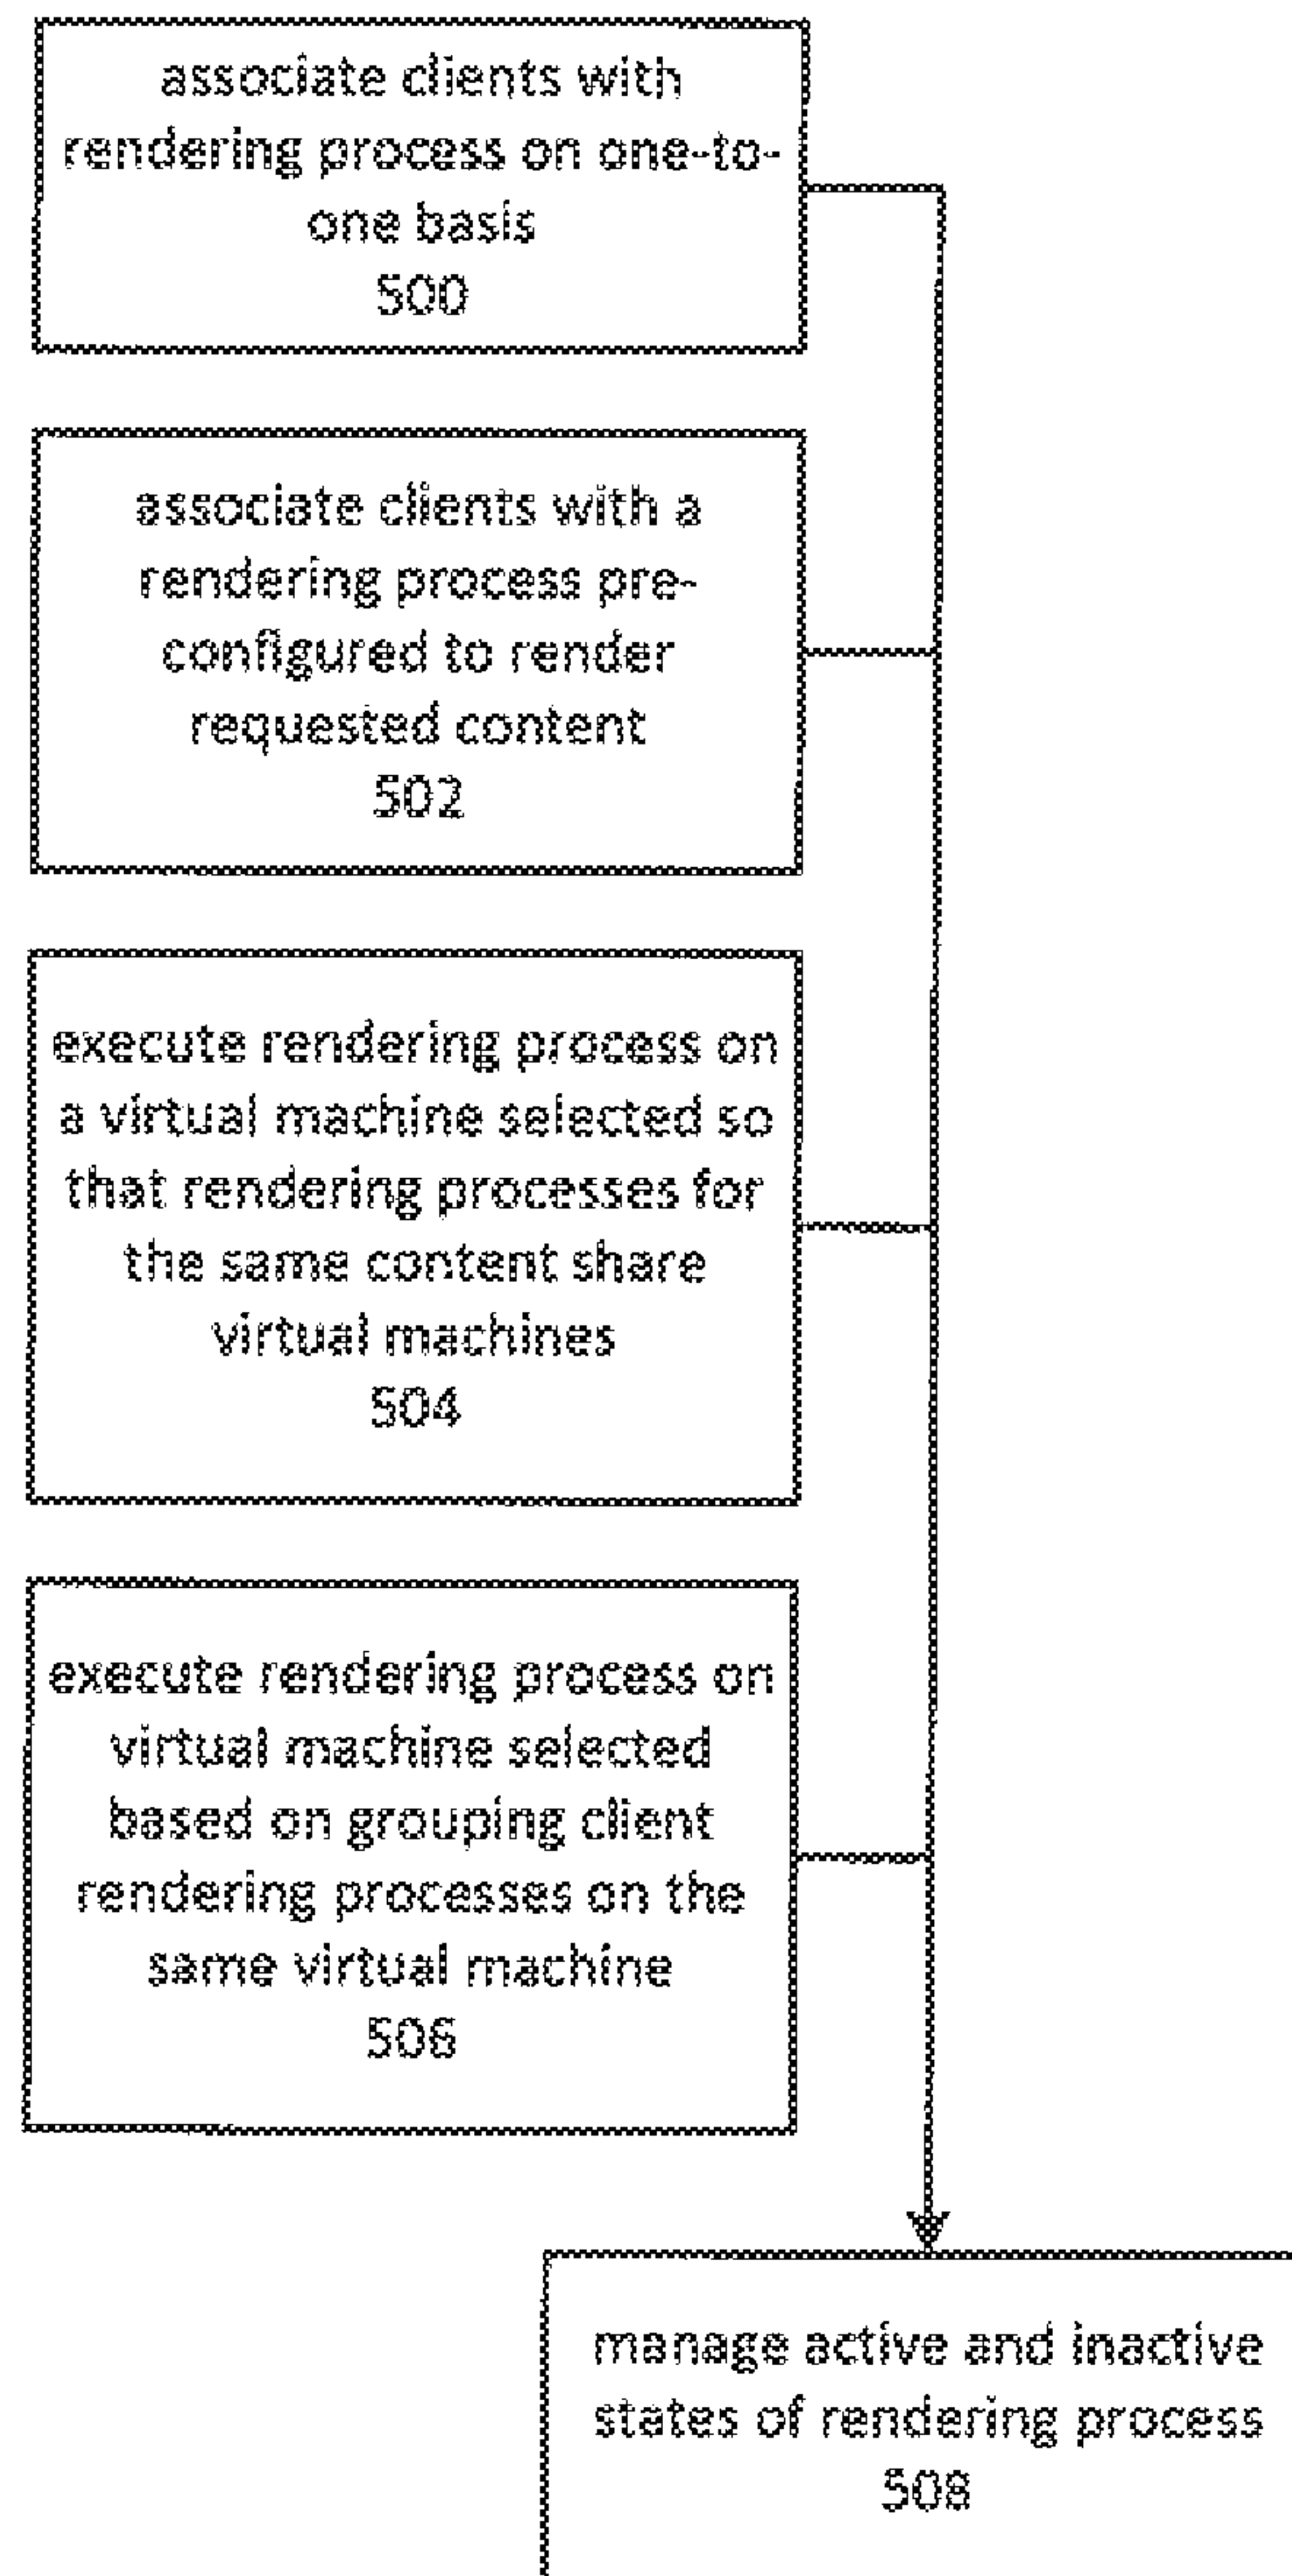 associate clients with
rendering process on one-to-
one basis
500
associate clients with a
rendering process pre-
configured to render
requested content
502
execute rendering process on
a virtual machine selected so
that rendering processes for
the same content share
virtual machines
504
execute rendering process on
virtual machine selected
based on grouping client
rendering processes on the
same virtual machine
506
manage active and inactive
states of rendering process
508